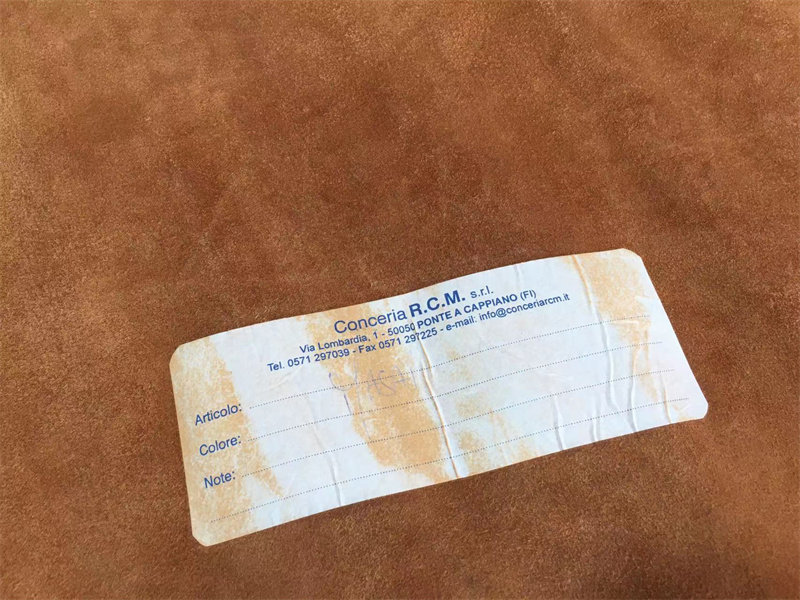 Conceria R.C.M. s.r.l.
Via Lombardia, 1 - 50050 PONTE A CAPPIANO (FI)
Tel. 0571 297039 - Fax 0571 297225 - e-mail: info@conceriarcm.it
Articolo:
Colore:
Note: